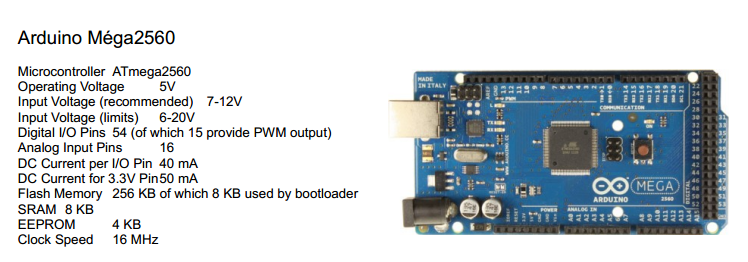 Arduino Méga2560
Microcontroller ATmega2560
Operating Voltage 5V
Input Voltage (recommended) 7-12V
Input Voltage (limits) 6-20V
Digital I/O Pins 54 (of which 15 provide PWM output)
Analog Input Pins 16
DC Current per I/O Pin 40 mA
DC Current for 3.3V Pin50 mA
Flash Memory 256 KB of which 8 KB used by bootloader
SRAM 8 KB
EEPROM 4 KB
Clock Speed 16 MHz
MADE IN ITALY
PWM
COMMUNICATION
MEGA
ARDUINO
2560
POWER
ANALOG IN
DIGITAL